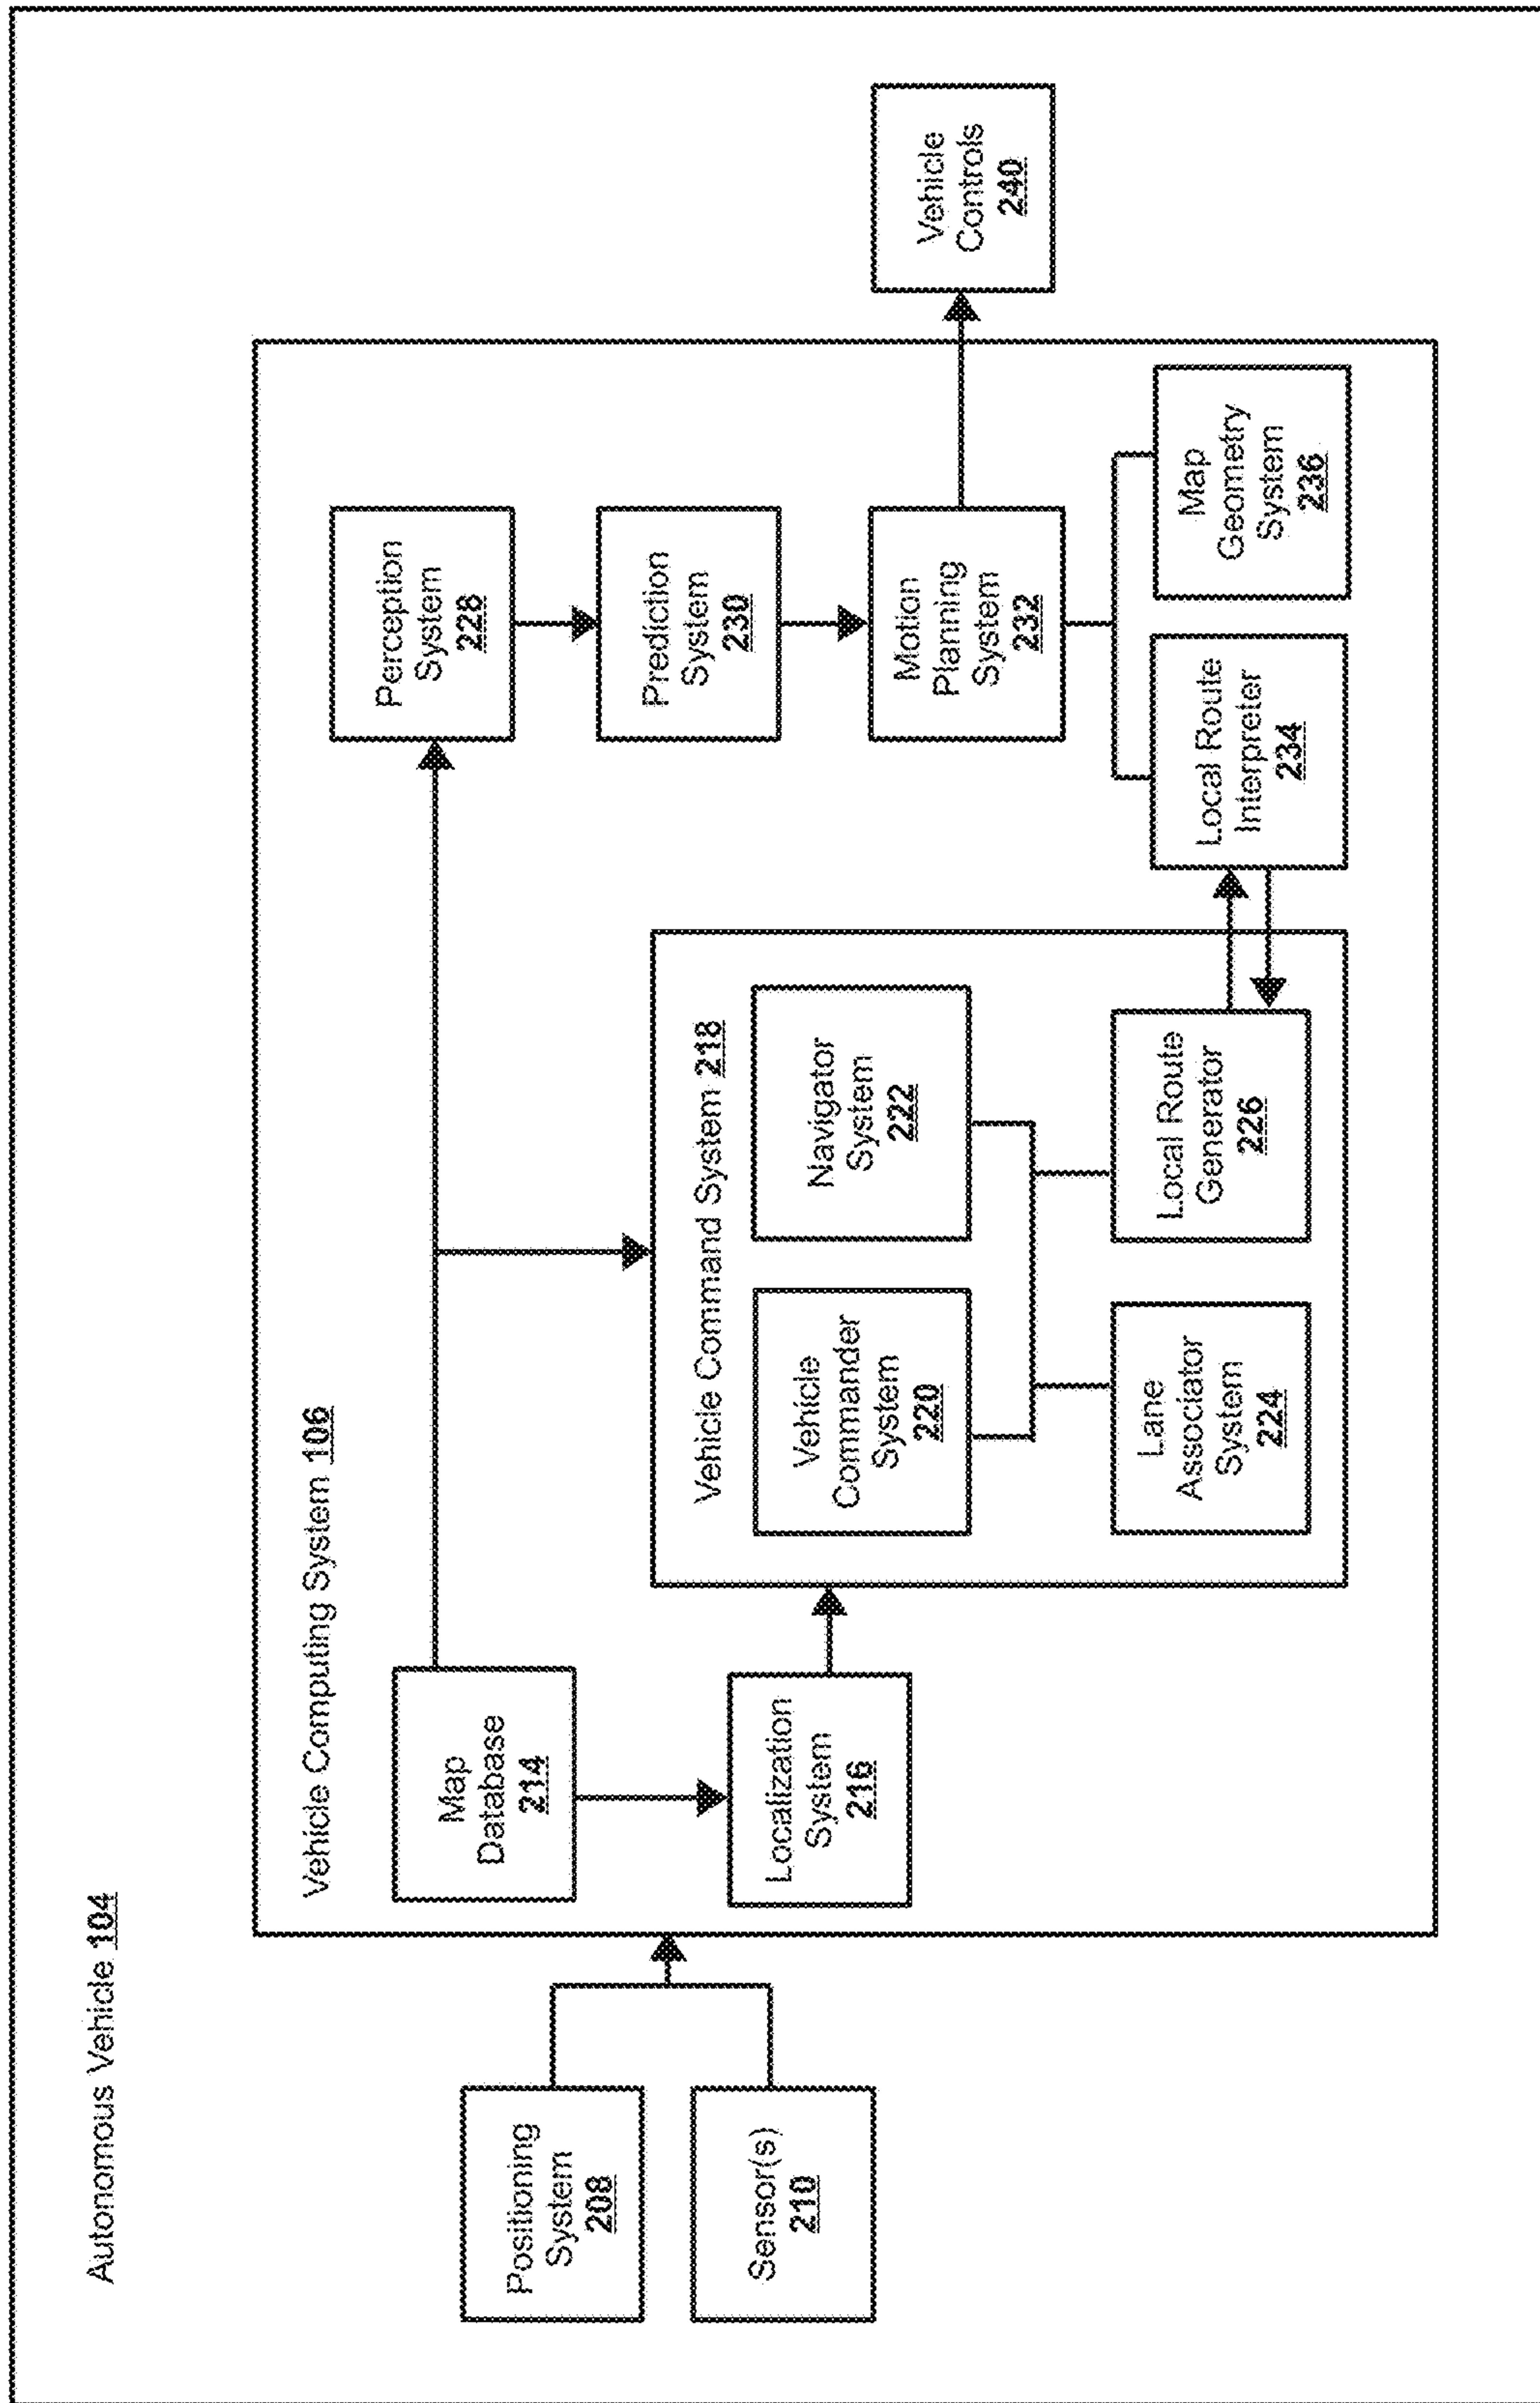 Autonomous Vehicle 104
Vehicle Computing System 106
Positioning
System
208
Sensor(s)
210
Map
Database
214
Localization
System
216
Vehicle Command System 218
Vehicle
Commander
System
220
Navigator
System
222
Lane
Associator
System
224
Local Route
Generator
226
Perception
System
228
Prediction
System
230
Motion
Planning
System
232
Local Route
Interpreter
234
Map
Geometry
System
236
Vehicle
Controls
240